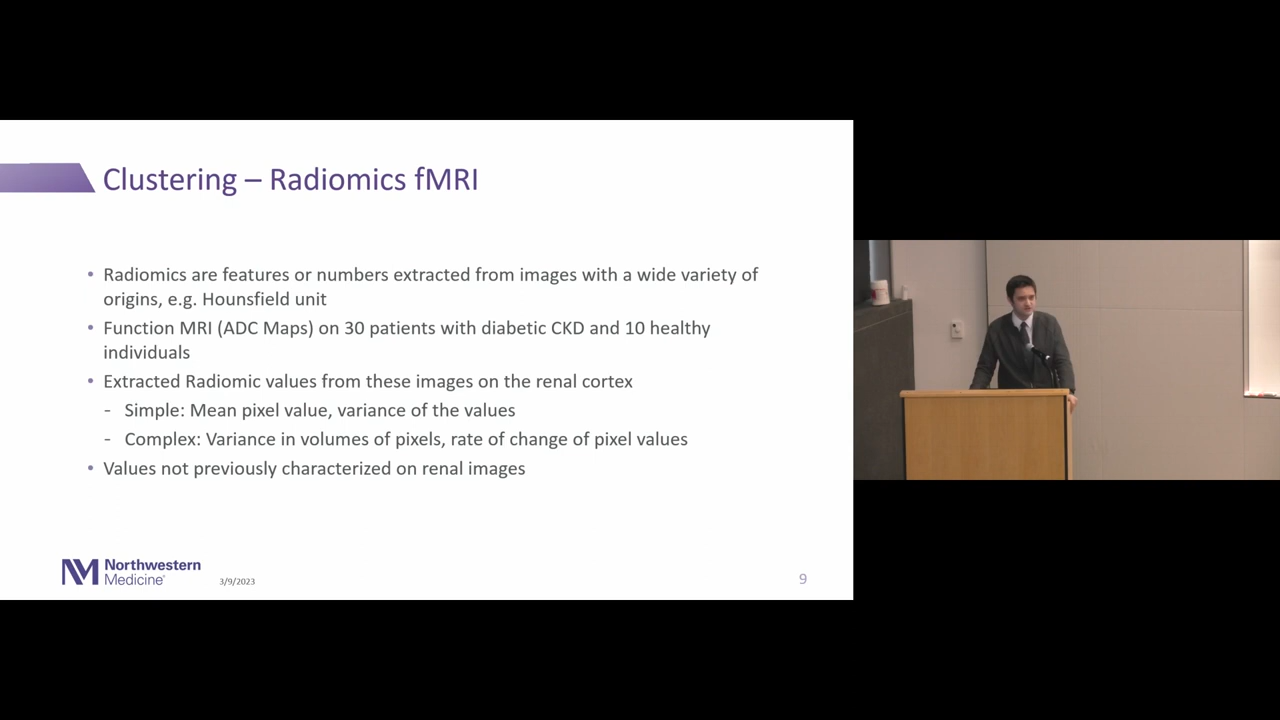 Clustering – Radiomics fMRI
• Radiomics are features or numbers extracted from images with a wide variety of
origins, e.g. Hounsfield unit
• Function MRI (ADC Maps) on 30 patients with diabetic CKD and 10 healthy
individuals
• Extracted Radiomic values from these images on the renal cortex
- Simple: Mean pixel value, variance of the values
- Complex: Variance in volumes of pixels, rate of change of pixel values
• Values not previously characterized on renal images
Northwestern
Medicine®
3/9/2023
9